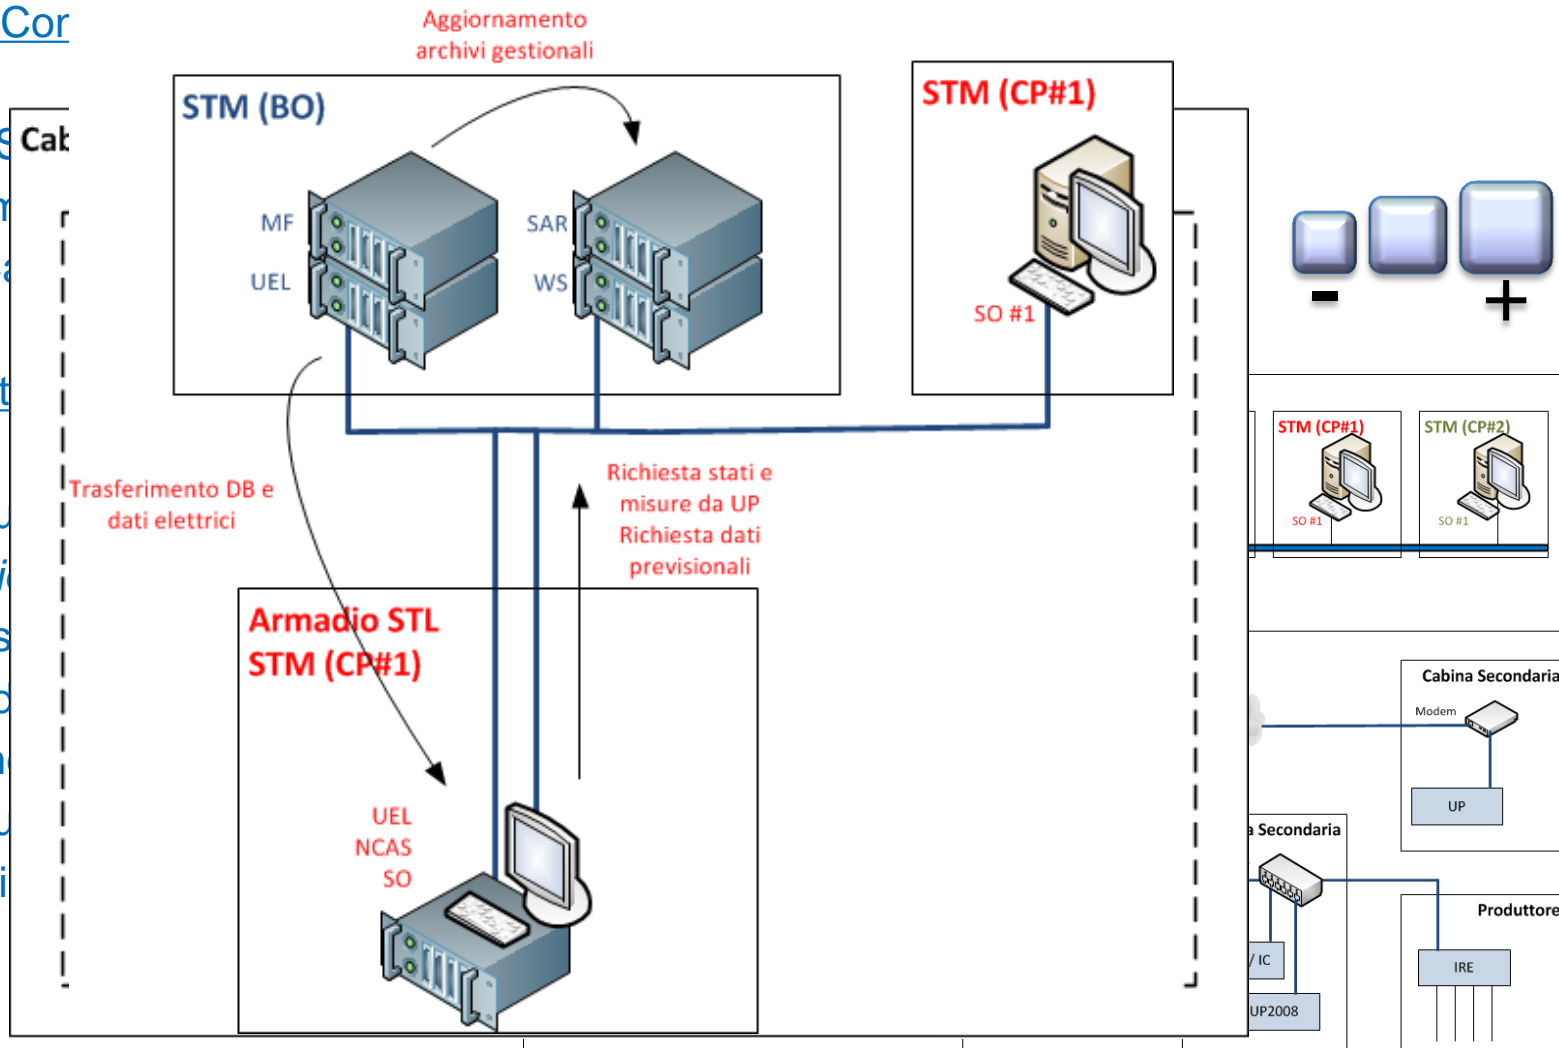 Aggiornamento
archivi gestionali
STM (BO)
MF
UEL
SAR
WS
STM (CP#1)
SO #1
Trasferimento DB e
dati elettrici
Richiesta stati e
misure da UP
Richiesta dati
previsionali
Armadio STL
STM (CP#1)
UEL
NCAS
SO
-
+
STM (CP#1)
SO #1
STM (CP#2)
SO #1
Cabina Secondaria
Modem
UP
Secondaria
/ IC
UP2008
Produttore
IRE